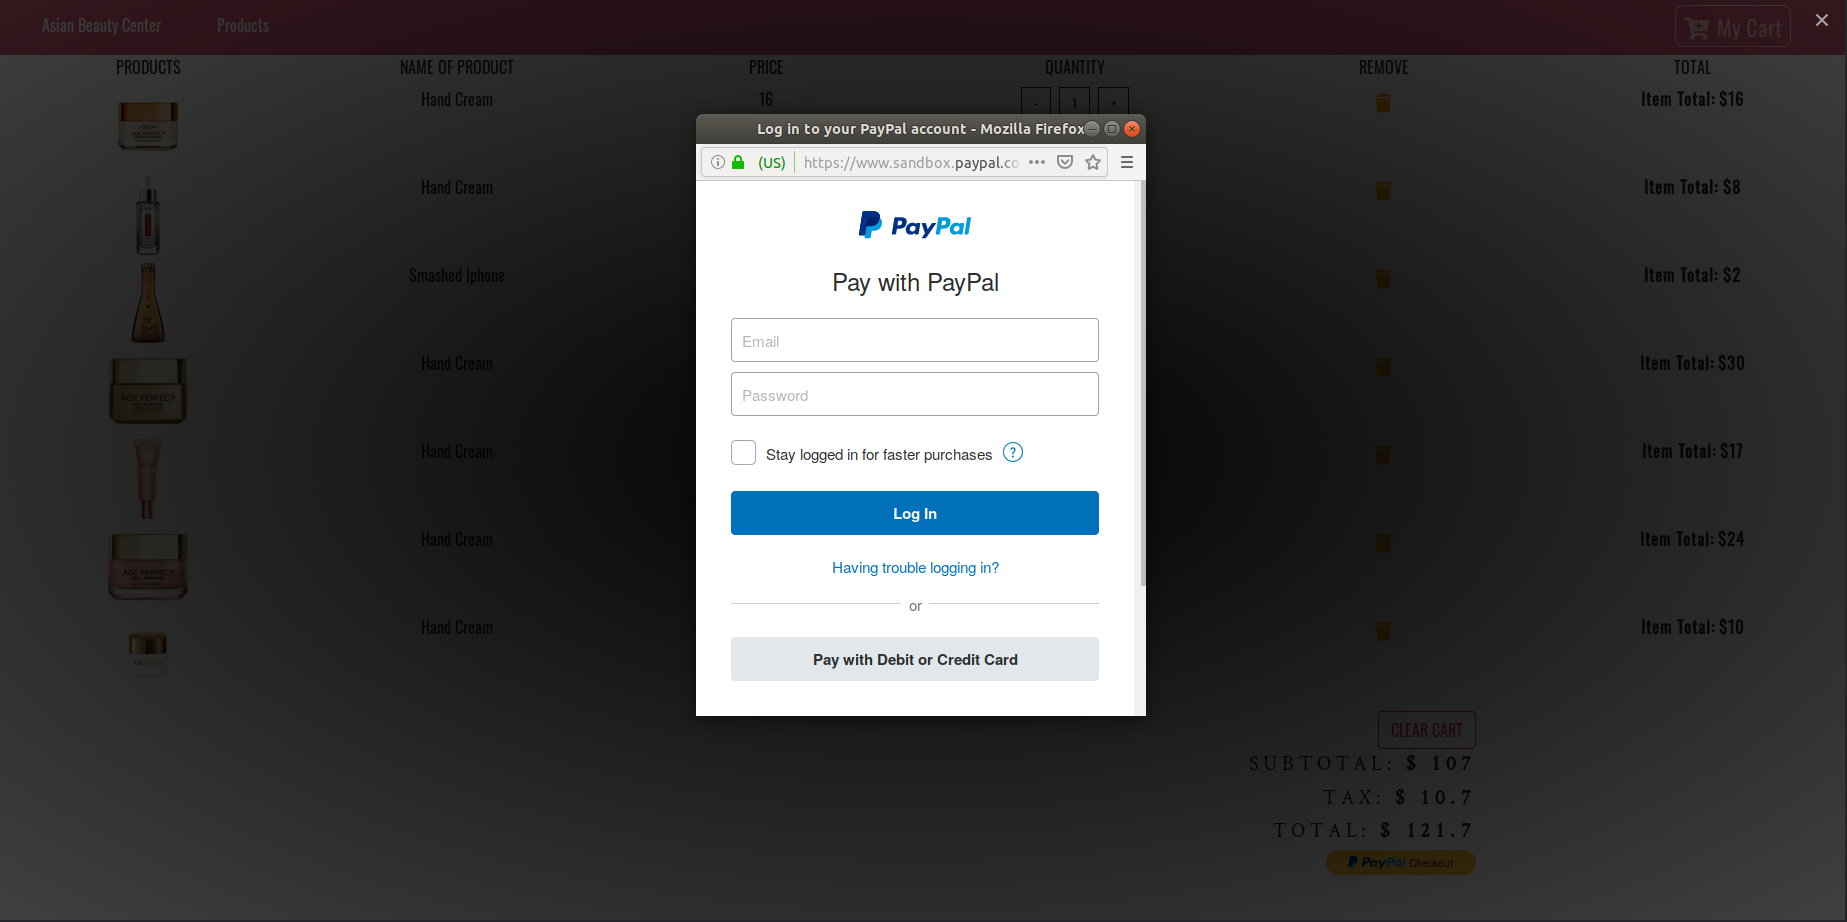 Asian Beauty Center Products My Cart
PRODUCTS NAME OF PRODUCT PRICE QUANTITY REMOVE TOTAL
Hand Cream 16 - 1 + Item Total: $16
Hand Cream Item Total: $8
Smashed Iphone Item Total: $2
Hand Cream Item Total: $30
AGE PERFECT
Hand Cream Item Total: $17
Hand Cream Item Total: $24
AGE PERFECT
Hand Cream Item Total: $10
Log in to your PayPal account - Mozilla Firefox
(US) https://www.sandbox.paypal.co
PayPal
Pay with PayPal
Email
Password
Stay logged in for faster purchases ?
Log In
Having trouble logging in?
or
Pay with Debit or Credit Card
CLEAR CART
SUBTOTAL: $ 107
TAX: $ 10.7
TOTAL: $ 121.7
PayPal Checkout